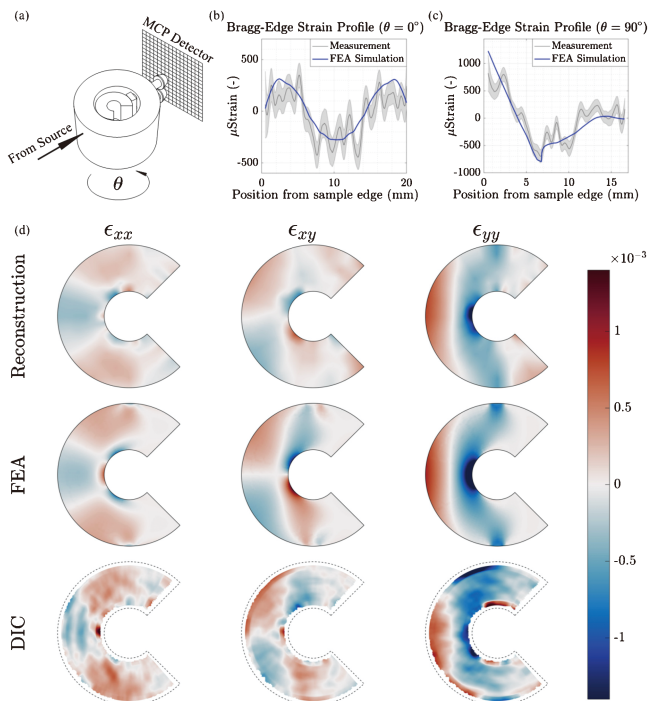 (a)
MCP Detector
From Source
θ
(b)
Bragg-Edge Strain Profile (θ = 0°)
Measurement
FEA Simulation
500
0
-500
μStrain (-)
0
5
10
15
20
Position from sample edge (mm)
(c)
Bragg-Edge Strain Profile (θ = 90°)
Measurement
FEA Simulation
1000
500
0
-500
-1000
μStrain (-)
0
5
10
15
Position from sample edge (mm)
(d)
ϵxx
ϵxy
ϵyy
Reconstruction
FEA
DIC
×10⁻³
1
0.5
0
-0.5
-1